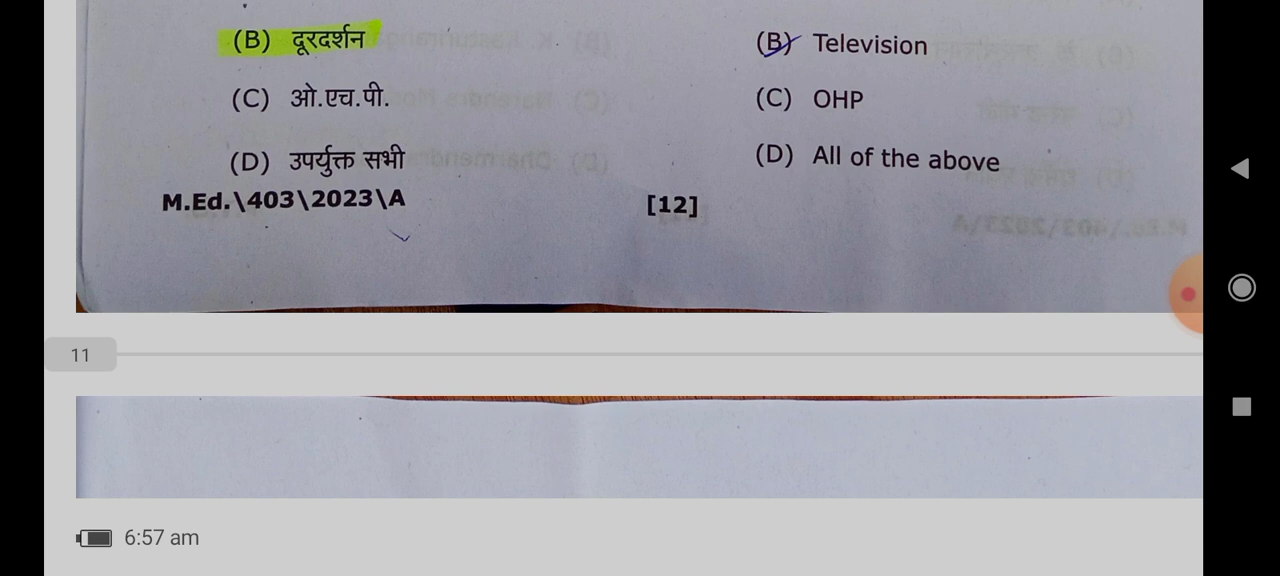 (B) दूरदर्शन
(B) Television
(C) ओ.एच.पी.
(C) OHP
(D) उपर्युक्त सभी
(D) All of the above
M.Ed.\403\2023\A
[12]
11
6:57 am